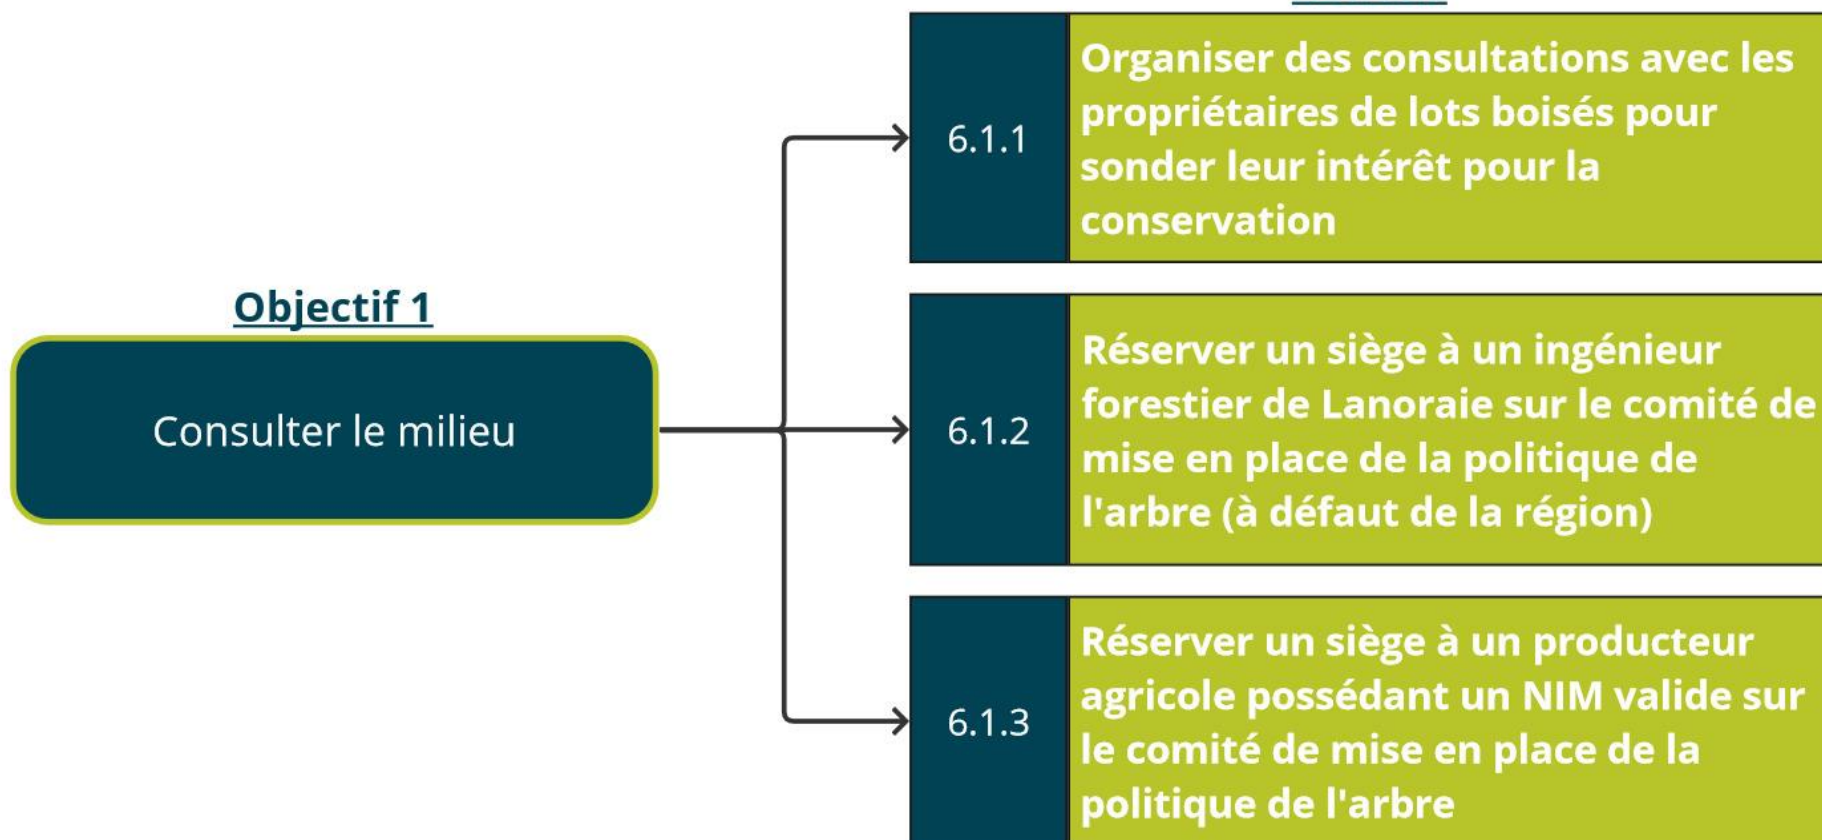 Objectif 1
Consulter le milieu
6.1.1
Organiser des consultations avec les
propriétaires de lots boisés pour
sonder leur intérêt pour la
conservation
6.1.2
Réserver un siège à un ingénieur
forestier de Lanoraie sur le comité de
mise en place de la politique de
l'arbre (à défaut de la région)
6.1.3
Réserver un siège à un producteur
agricole possédant un NIM valide sur
le comité de mise en place de la
politique de l'arbre